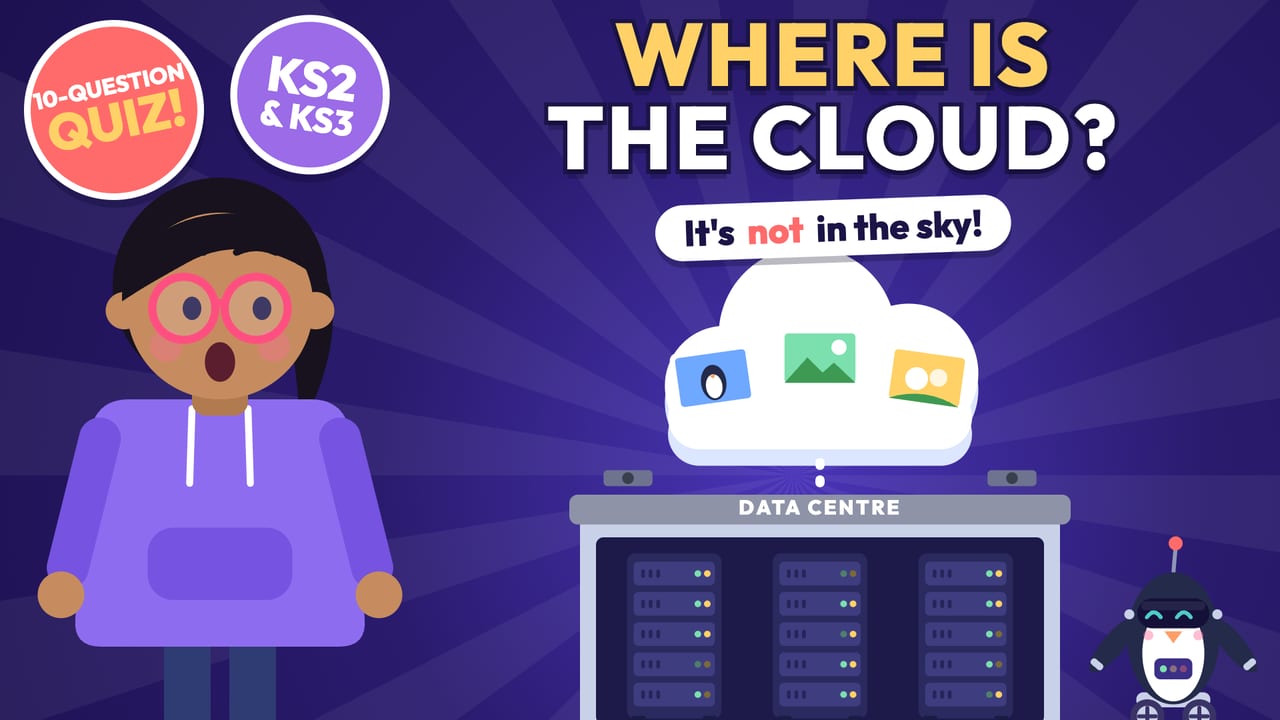 10-QUESTION
QUIZ!
KS2
& KS3
WHERE IS
THE CLOUD?
It's not in the sky!
DATA CENTRE